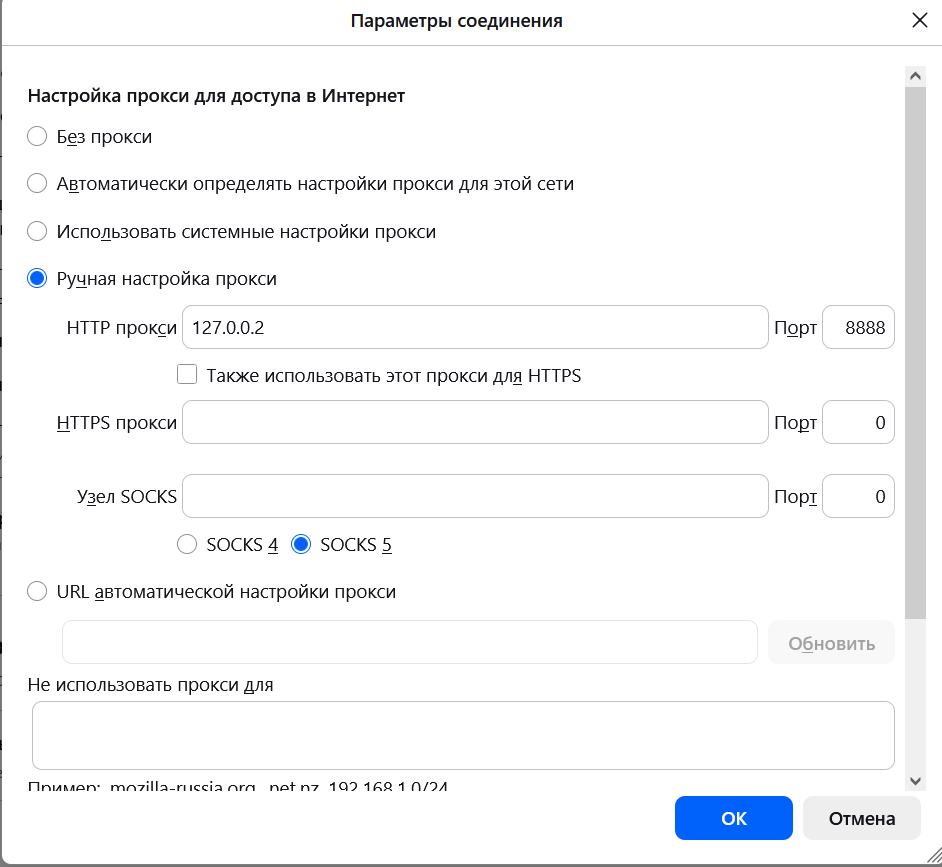 Параметры соединения
Настройка прокси для доступа в Интернет
Без прокси
Автоматически определять настройки прокси для этой сети
Использовать системные настройки прокси
Ручная настройка прокси
HTTP прокси 127.0.0.2 Порт 8888
Также использовать этот прокси для HTTPS
HTTPS прокси Порт 0
Узел SOCKS Порт 0
SOCKS 4 SOCKS 5
URL автоматической настройки прокси
Обновить
Не использовать прокси для
Пример: mozilla-russia.org, .net.nz, 192.168.1.0/24
ОК Отмена